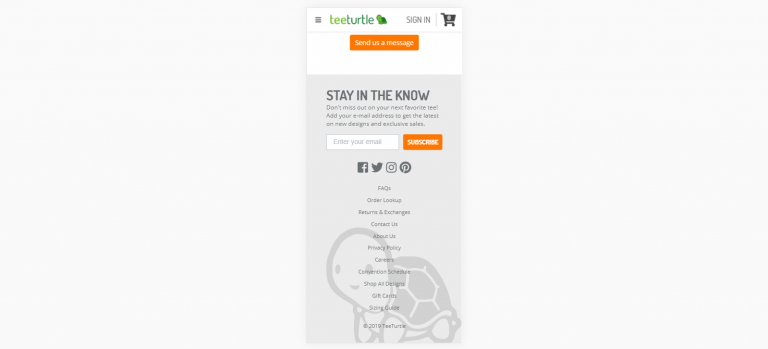 teeturtle
SIGN IN
0
Send us a message
STAY IN THE KNOW
Don't miss out on your next favorite tee!
Add your e-mail address to get the latest
on new designs and exclusive sales.
Enter your email
SUBSCRIBE
FAQs
Order Lookup
Returns & Exchanges
Contact Us
About Us
Privacy Policy
Careers
Convention Schedule
Shop All Designs
Gift Cards
Sizing Guide
© 2019 TeeTurtle